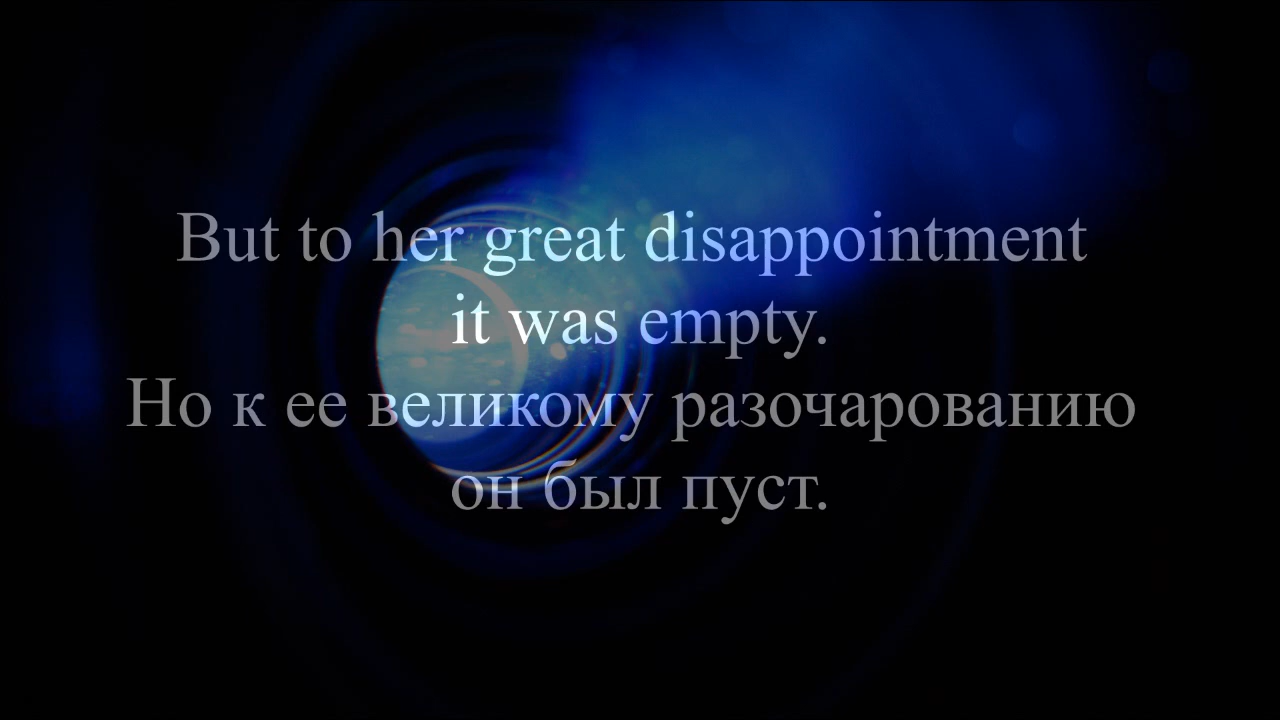 But to her great disappointment
it was empty.
Но к ее великому разочарованию
он был пуст.